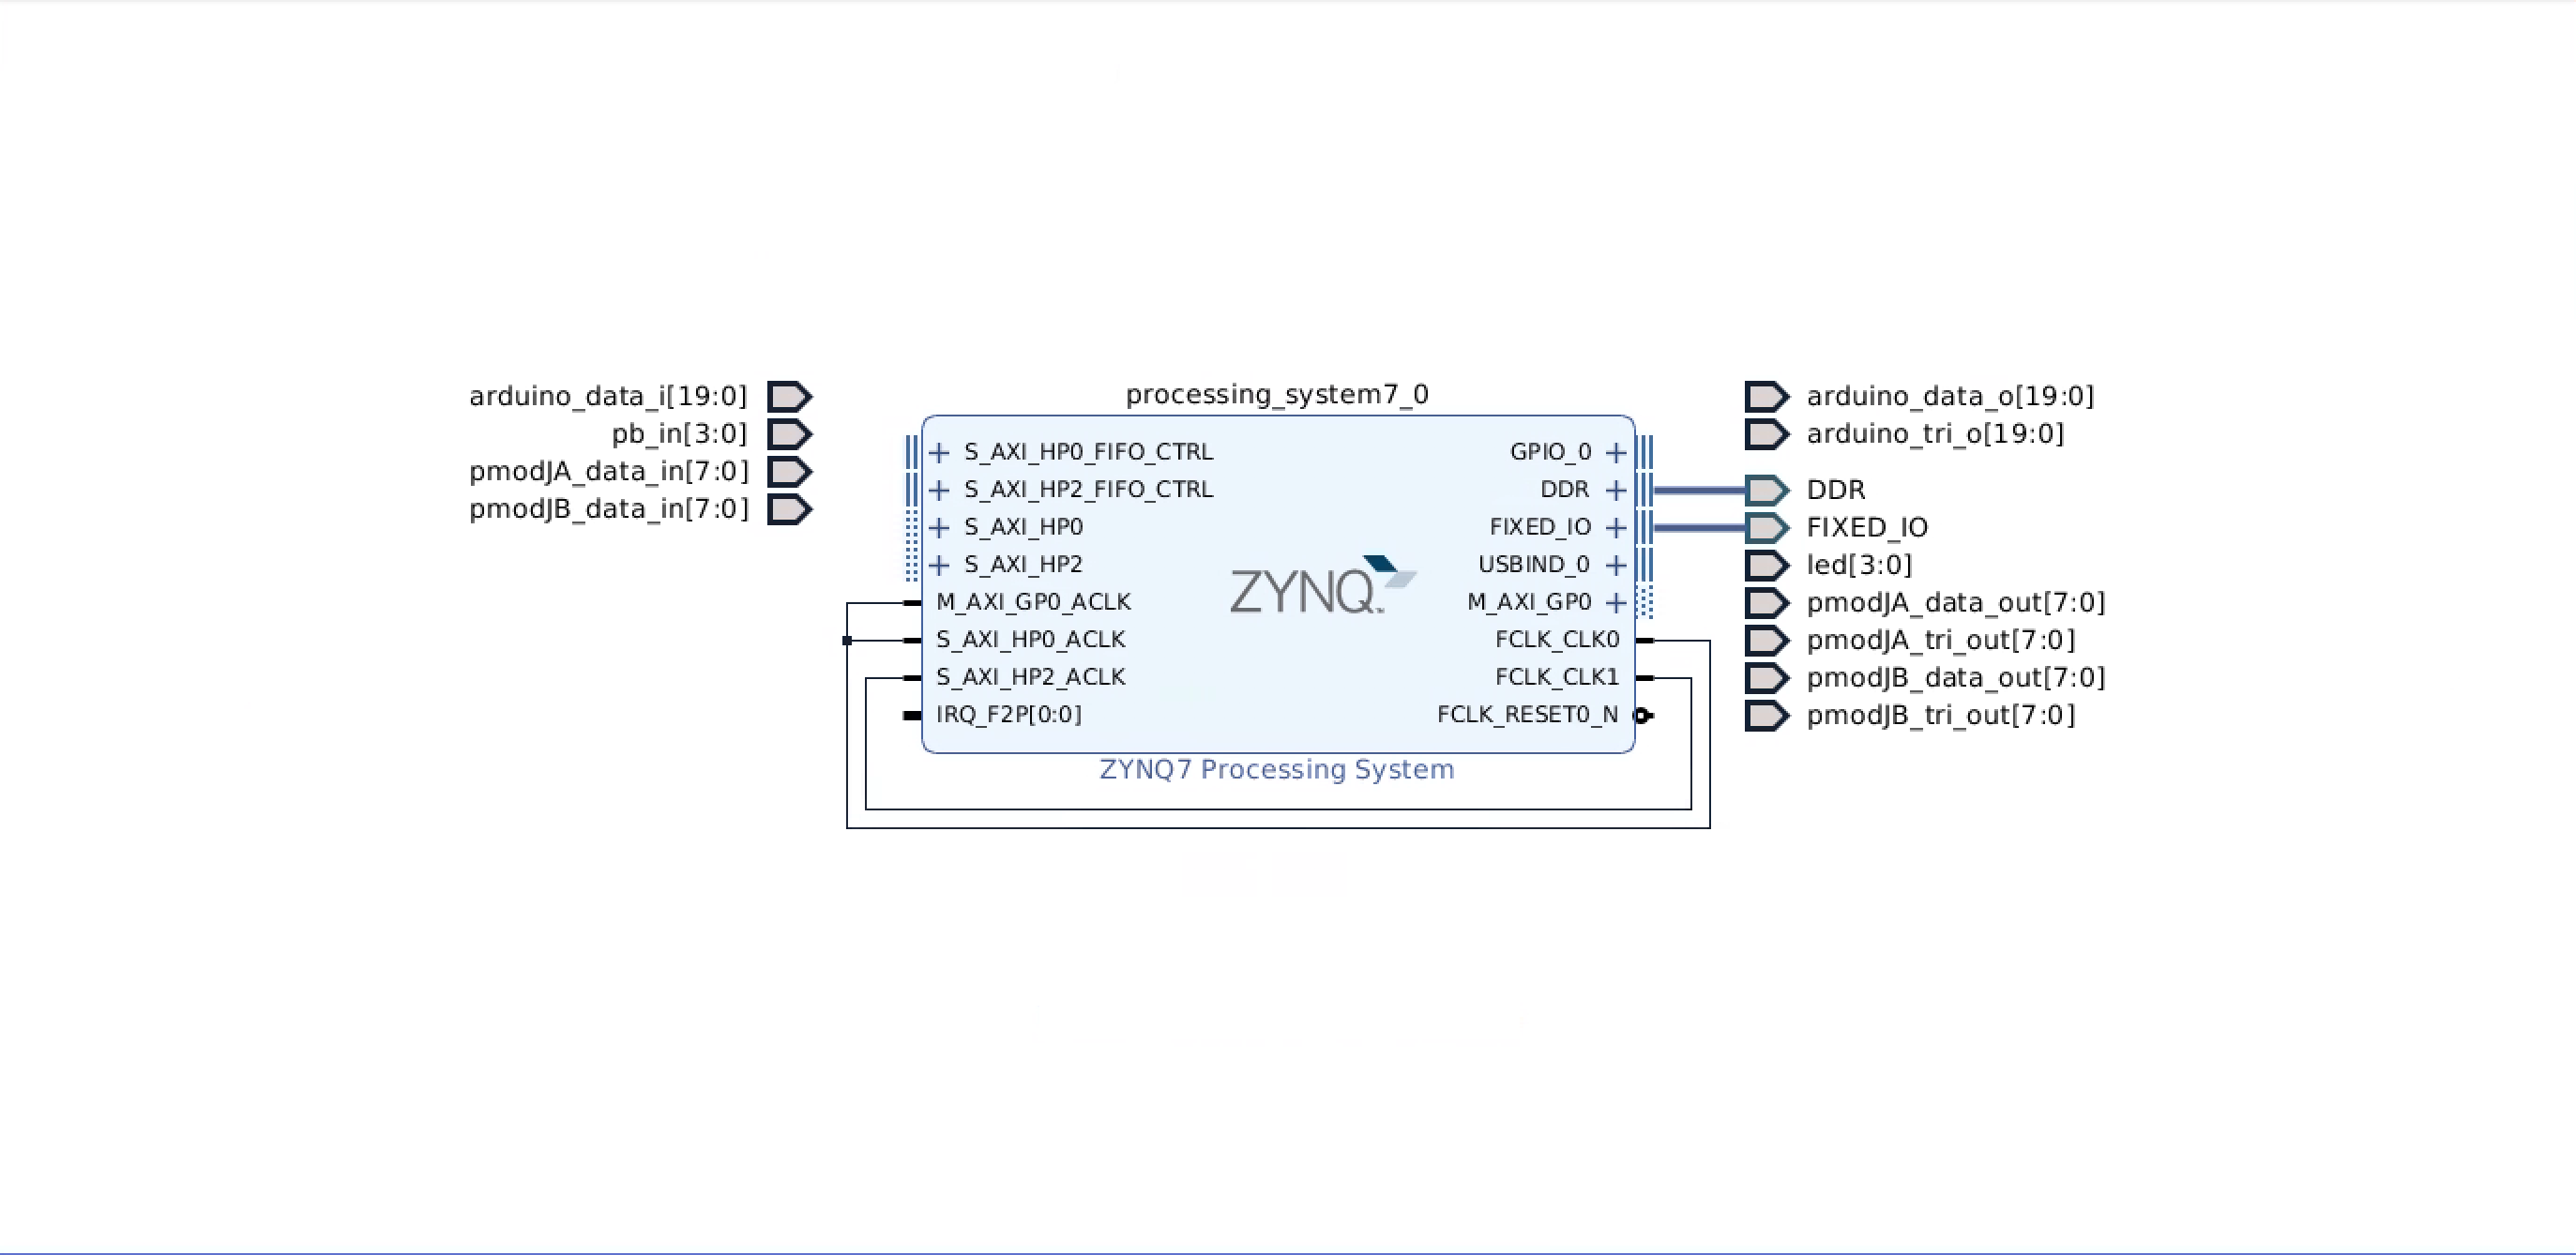 arduino_data_i[19:0]
pb_in[3:0]
pmodJA_data_in[7:0]
pmodJB_data_in[7:0]
processing_system7_0
S_AXI_HP0_FIFO_CTRL
S_AXI_HP2_FIFO_CTRL
S_AXI_HP0
S_AXI_HP2
M_AXI_GP0_ACLK
S_AXI_HP0_ACLK
S_AXI_HP2_ACLK
IRQ_F2P[0:0]
ZYNQ™
GPIO_0
DDR
FIXED_IO
USBIND_0
M_AXI_GP0
FCLK_CLK0
FCLK_CLK1
FCLK_RESET0_N
ZYNQ7 Processing System
arduino_data_o[19:0]
arduino_tri_o[19:0]
DDR
FIXED_IO
led[3:0]
pmodJA_data_out[7:0]
pmodJA_tri_out[7:0]
pmodJB_data_out[7:0]
pmodJB_tri_out[7:0]